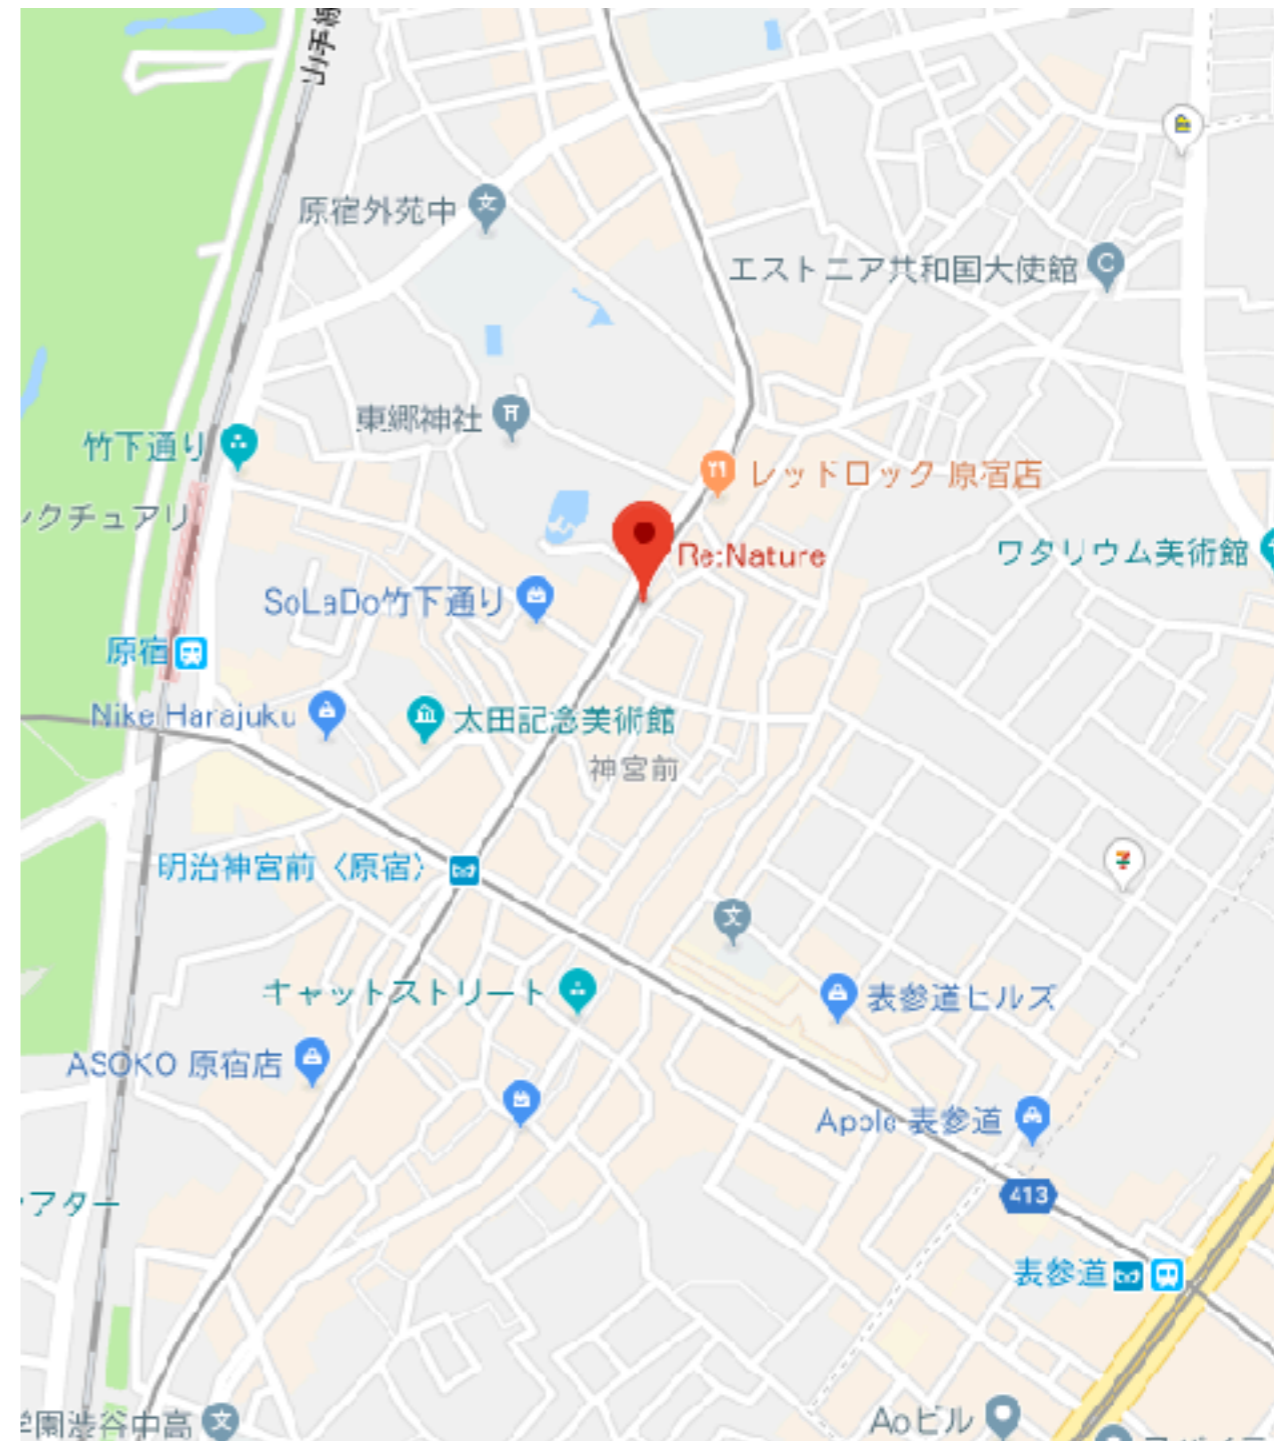 山手線
原宿外苑中
文
エストニア共和国大使館
C
東郷神社
竹下通り
レッドロック 原宿店
クチュアリ
Re:Nature
ワタリウム美術館
SoLaDo竹下通り
原宿
Nike Harajuku
太田記念美術館
神宮前
7
明治神宮前〈原宿〉
文
キャットストリート
表参道ヒルズ
ASOKO 原宿店
Apple 表参道
413
アター
表参道
Aoビル
學園渋谷中高
文